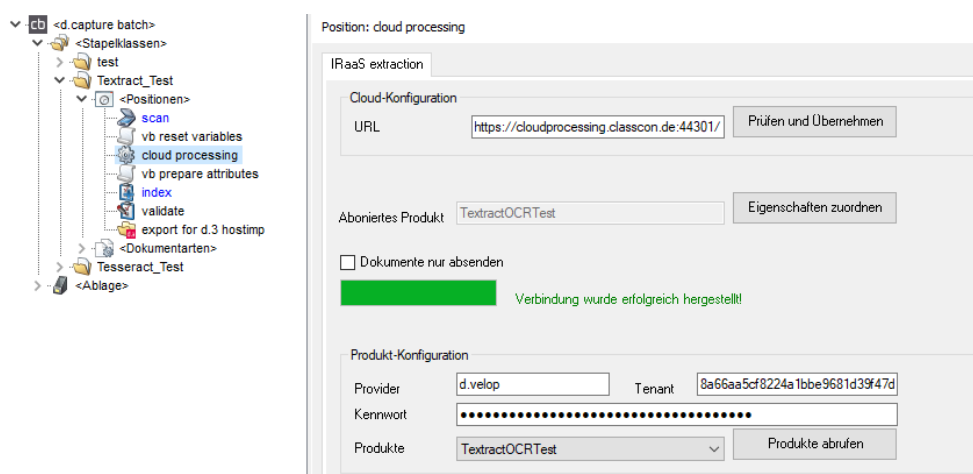 cb <d.capture batch>
<Stapelklassen>
test
Textract_Test
<Positionen>
scan
vb reset variables
cloud processing
vb prepare attributes
index
validate
export for d.3 hostimp
<Dokumentarten>
Tesseract_Test
<Ablage>
Position: cloud processing
IRaaS extraction
Cloud-Konfiguration
URL https://cloudprocessing.classcon.de:44301/ Prüfen und Übernehmen
Aboniertes Produkt TextractOCRTest Eigenschaften zuordnen
Dokumente nur absenden
Verbindung wurde erfolgreich hergestellt!
Produkt-Konfiguration
Provider d.velop Tenant 8a66aa5cf8224a1bbe9681d39f47d
Kennwort ●●●●●●●●●●●●●●●●●●●●●●●●●●●●●●●●●●●●
Produkte TextractOCRTest Produkte abrufen